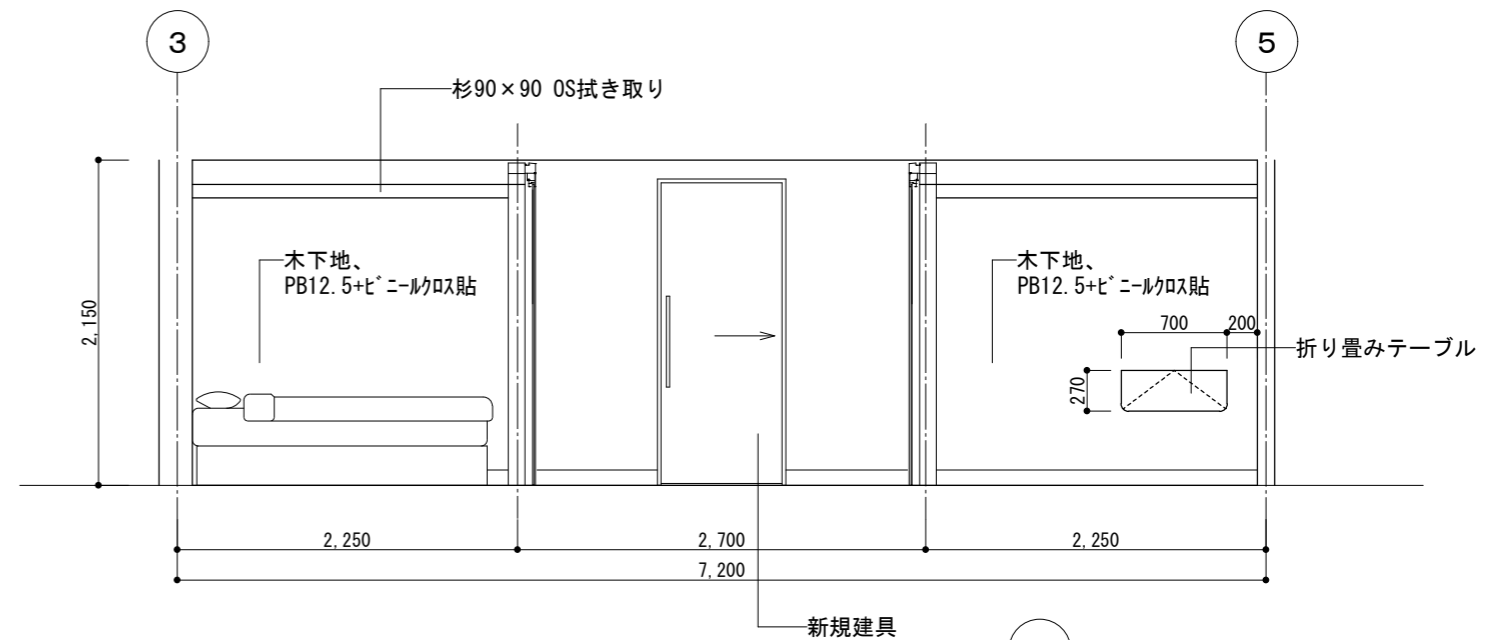 3
5
杉90×90 OS拭き取り
木下地、
PB12.5+ビニールクロス貼
木下地、
PB12.5+ビニールクロス貼
2,150
700
200
270
折り畳みテーブル
2,250
2,700
2,250
7,200
新規建具